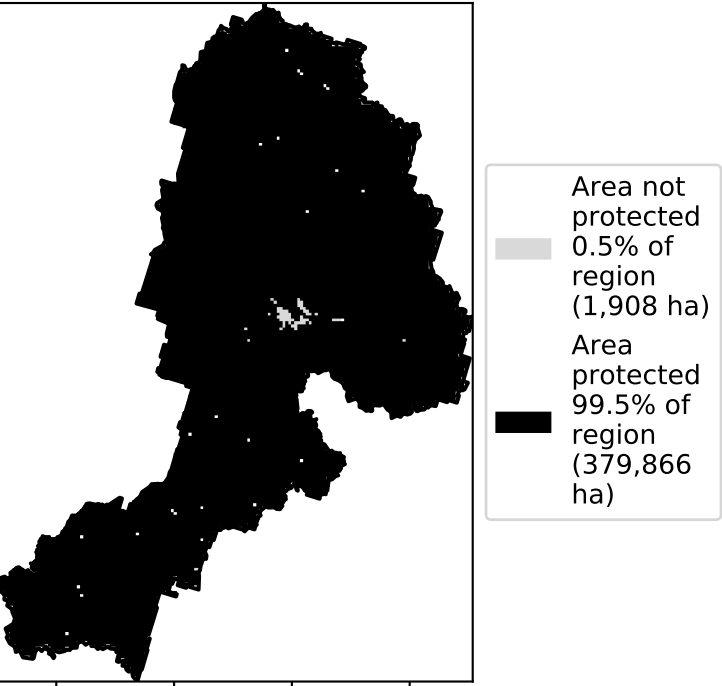 Area not
protected
0.5% of
region
(1,908 ha)
Area
protected
99.5% of
region
(379,866
ha)